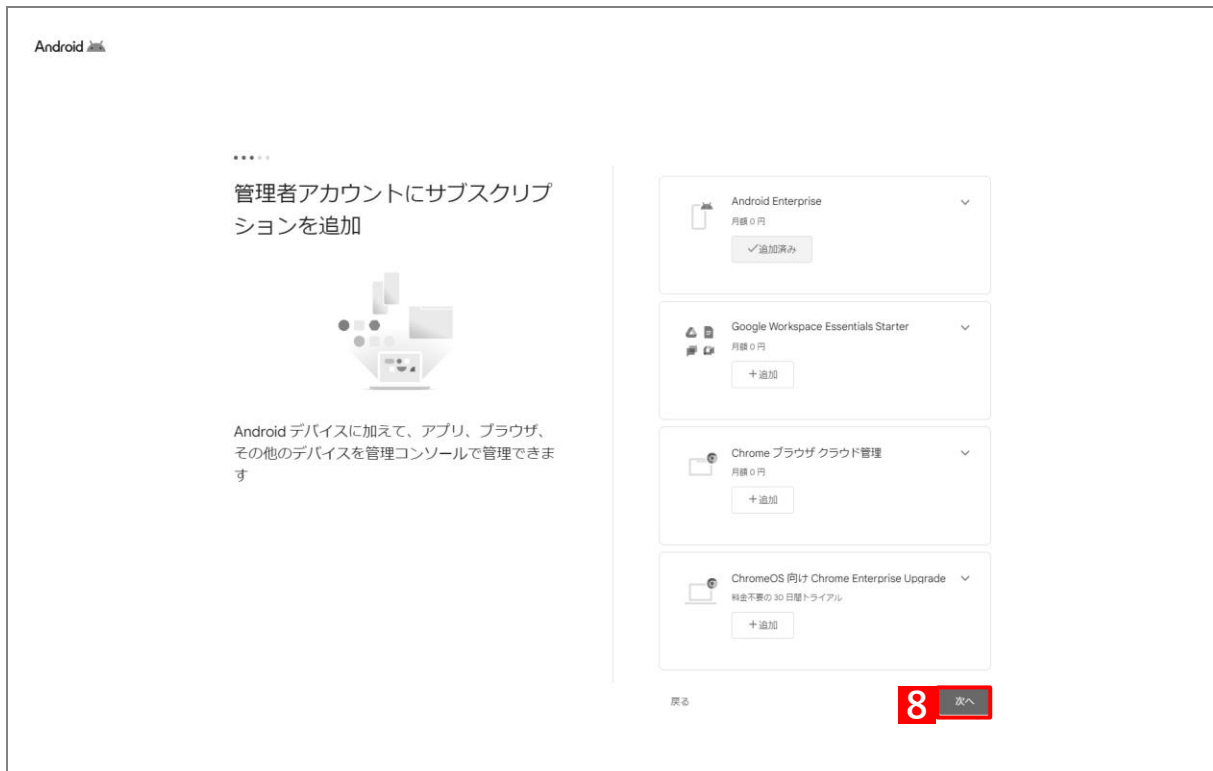 Android
管理者アカウントにサブスクリプ
ションを追加
Android デバイスに加えて、アプリ、ブラウザ、
その他のデバイスを管理コンソールで管理できま
す
Android Enterprise
月額 0 円
✓追加済み
Google Workspace Essentials Starter
月額 0 円
+追加
Chrome ブラウザ クラウド管理
月額 0 円
+追加
ChromeOS 向け Chrome Enterprise Upgrade
料金不要の 30 日間トライアル
+追加
戻る
8
次へ